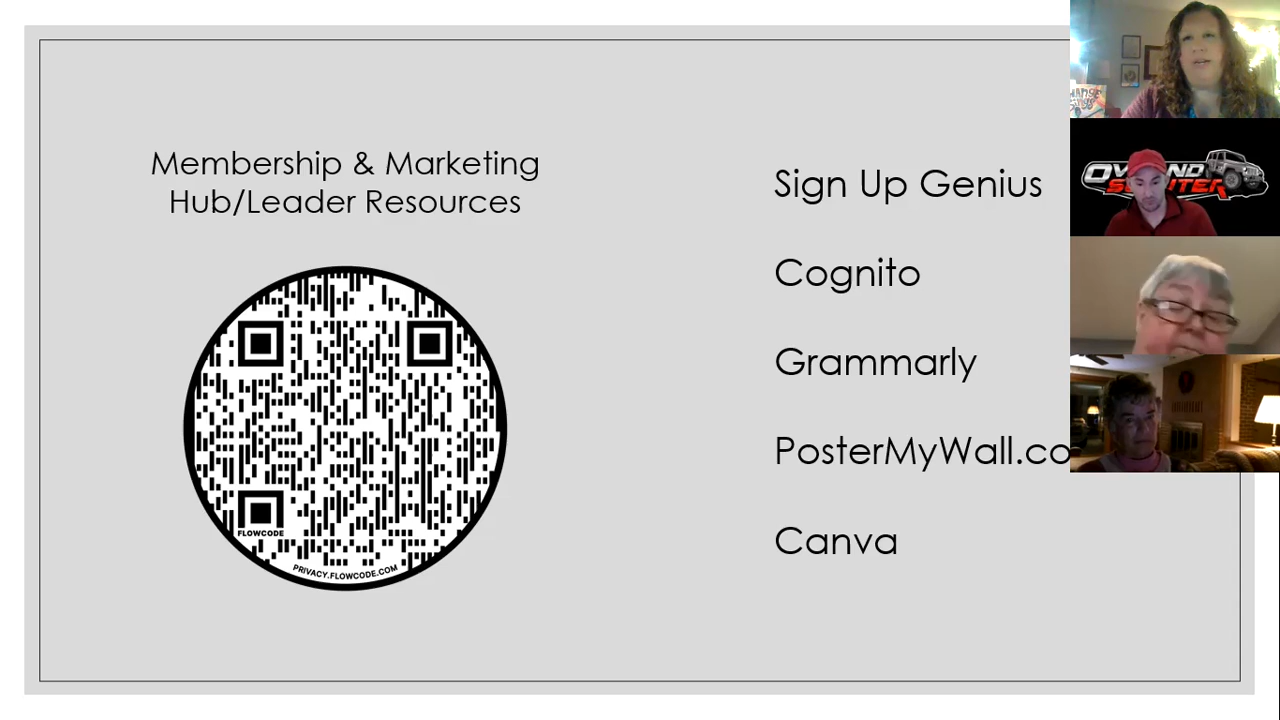 Membership & Marketing
Hub/Leader Resources
FLOWCODE
PRIVACY.FLOWCODE.COM
Sign Up Genius
Cognito
Grammarly
PosterMyWall.co
Canva